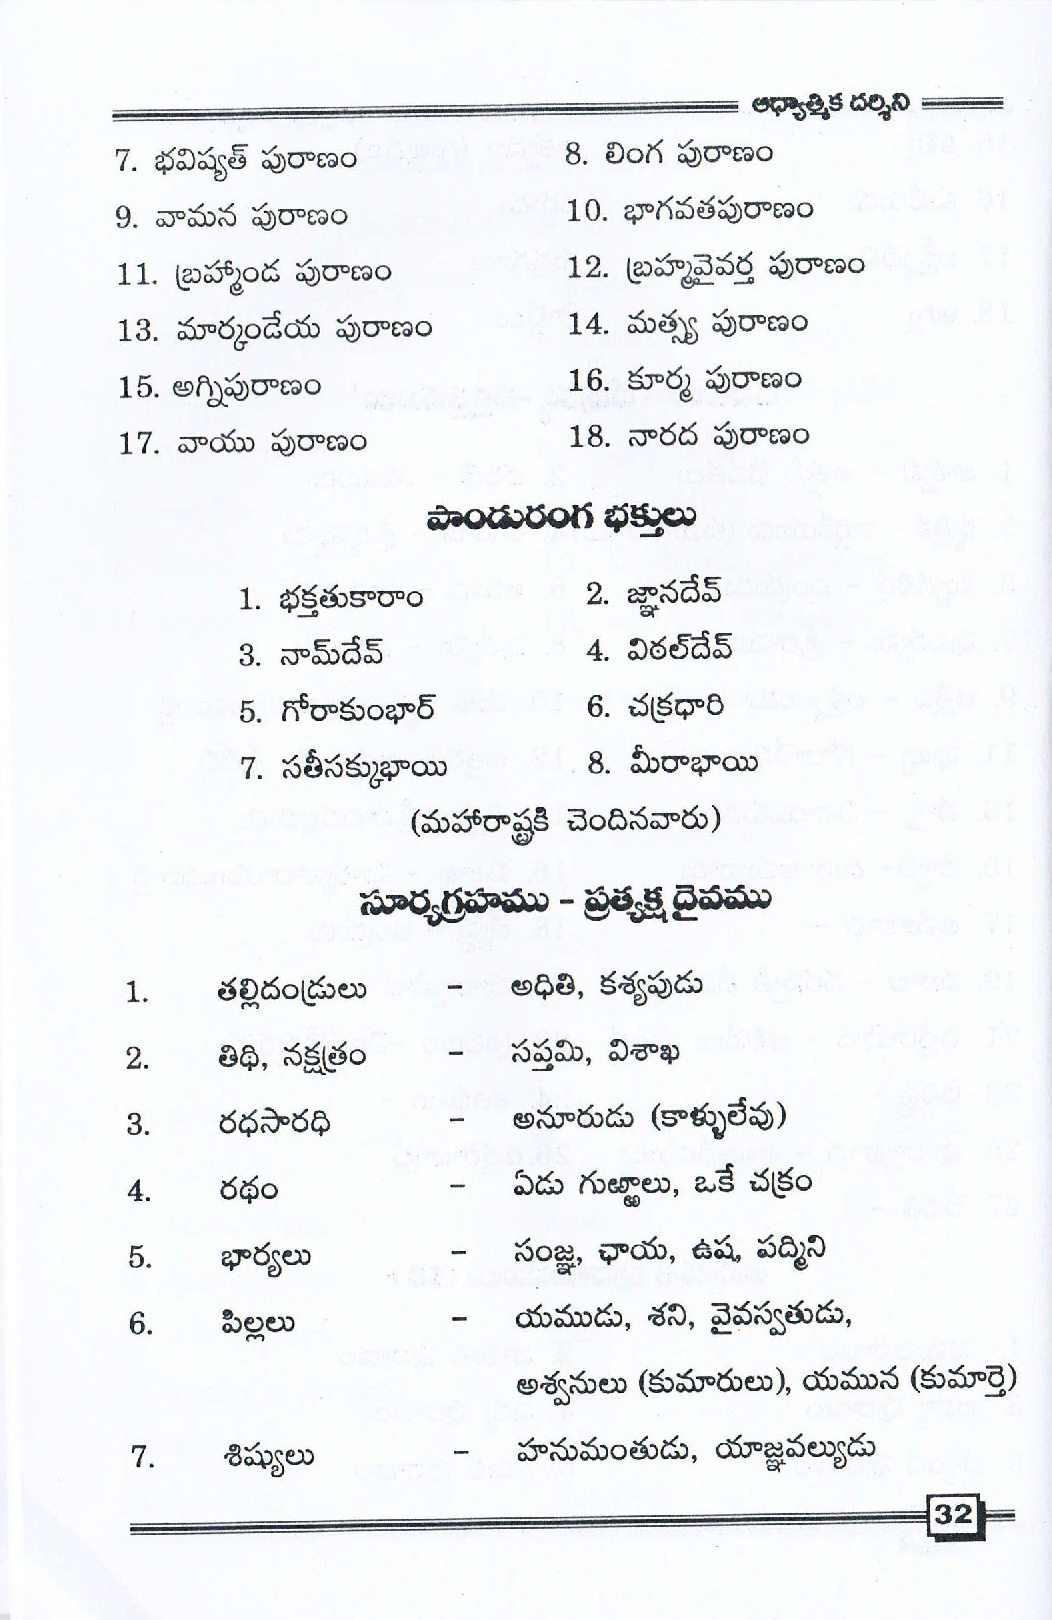 ఆధ్యాత్మిక దర్శిని
7. భవిష్యత్ పురాణం 8. లింగ పురాణం
9. వామన పురాణం 10. భాగవతపురాణం
11. బ్రహ్మాండ పురాణం 12. బ్రహ్మవైవర్త పురాణం
13. మార్కండేయ పురాణం 14. మత్స్య పురాణం
15. అగ్నిపురాణం 16. కూర్మ పురాణం
17. వాయు పురాణం 18. నారద పురాణం
పాండురంగ భక్తులు
1. భక్తతుకారాం 2. జ్ఞానదేవ్
3. నామ్‌దేవ్ 4. విఠల్‌దేవ్
5. గోరాకుంభార్ 6. చక్రధారి
7. సతీసక్కుభాయి 8. మీరాభాయి
(మహారాష్ట్రకి చెందినవారు)
సూర్యగ్రహము - ప్రత్యక్ష దైవము
1. తల్లిదండ్రులు - అధితి, కశ్యపుడు
2. తిథి, నక్షత్రం - సప్తమి, విశాఖ
3. రధసారధి - అనూరుడు (కాళ్ళులేవు)
4. రథం - ఏడు గుఱ్ఱాలు, ఒకే చక్రం
5. భార్యలు - సంజ్ఞ, ఛాయ, ఉష, పద్మిని
6. పిల్లలు - యముడు, శని, వైవస్వతుడు,
అశ్వనులు (కుమారులు), యమున (కుమార్తె)
7. శిష్యులు - హనుమంతుడు, యాజ్ఞవల్యుడు
32